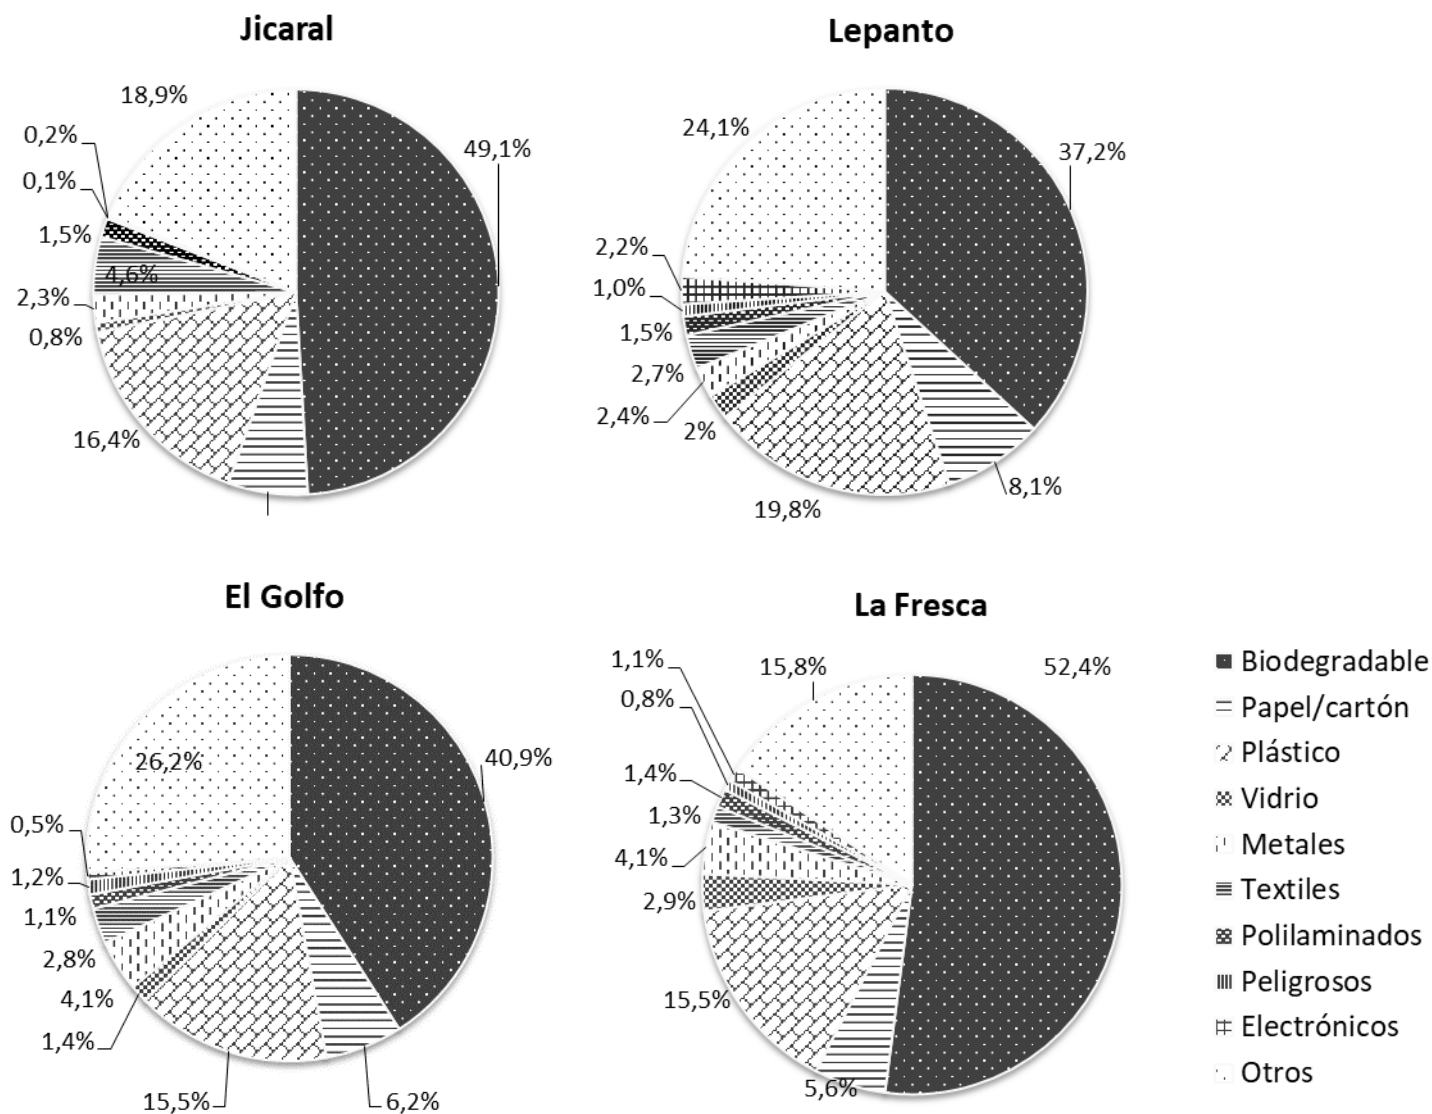 Jicaral
18,9%
0,2%
49,1%
0,1%
1,5%
4,6%
2,3%
0,8%
16,4%
Lepanto
24,1%
37,2%
2,2%
1,0%
1,5%
2,7%
2,4%
2%
8,1%
19,8%
El Golfo
26,2%
40,9%
0,5%
1,2%
1,1%
2,8%
4,1%
1,4%
15,5%
6,2%
La Fresca
1,1%
15,8%
52,4%
0,8%
1,4%
1,3%
4,1%
2,9%
15,5%
5,6%
Biodegradable
Papel/cartón
Plástico
Vidrio
Metales
Textiles
Polilaminados
Peligrosos
Electrónicos
Otros